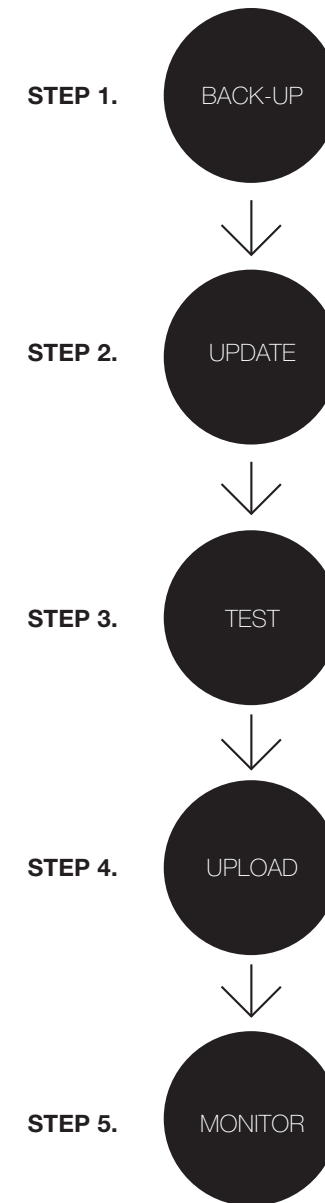 STEP 1. BACK-UP
STEP 2. UPDATE
STEP 3. TEST
STEP 4. UPLOAD
STEP 5. MONITOR